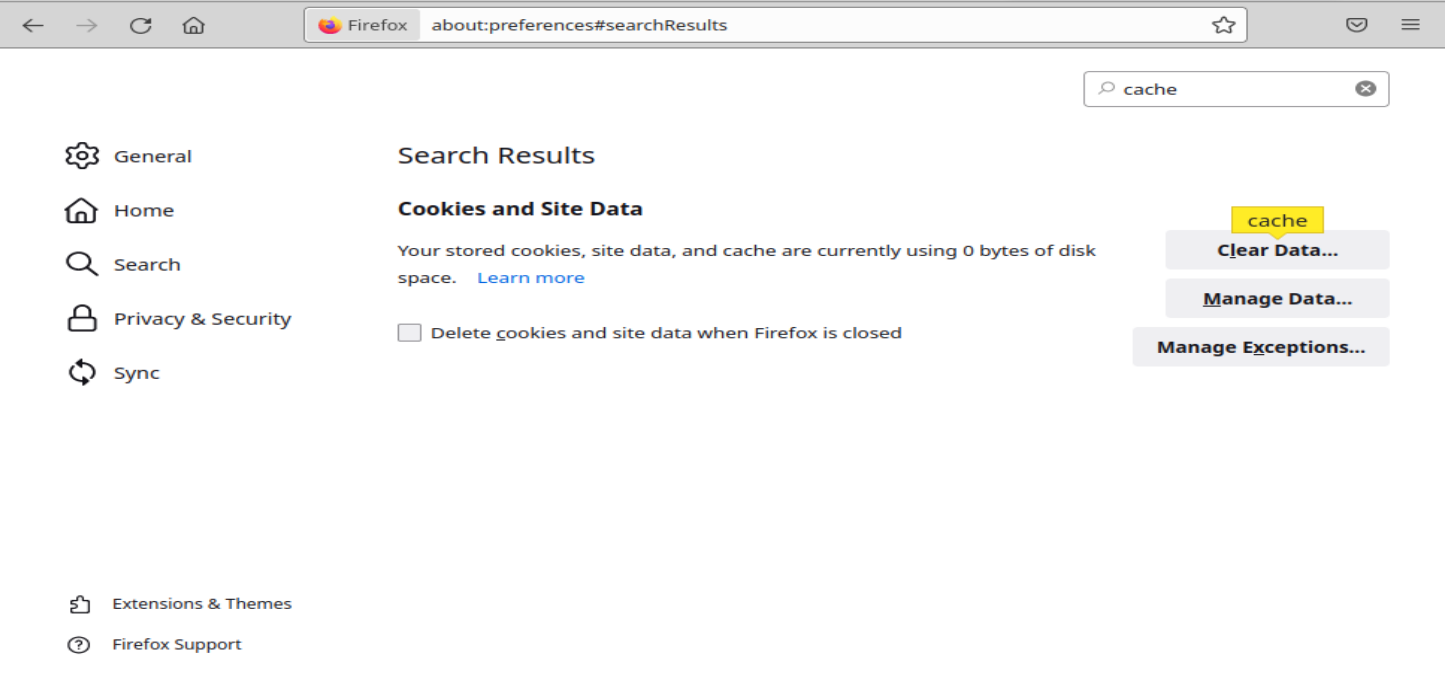 Firefox about:preferences#searchResults
cache
General
Home
Search
Privacy & Security
Sync
Extensions & Themes
Firefox Support
Search Results
Cookies and Site Data
Your stored cookies, site data, and cache are currently using 0 bytes of disk
space. Learn more
Delete cookies and site data when Firefox is closed
cache
Clear Data...
Manage Data...
Manage Exceptions...